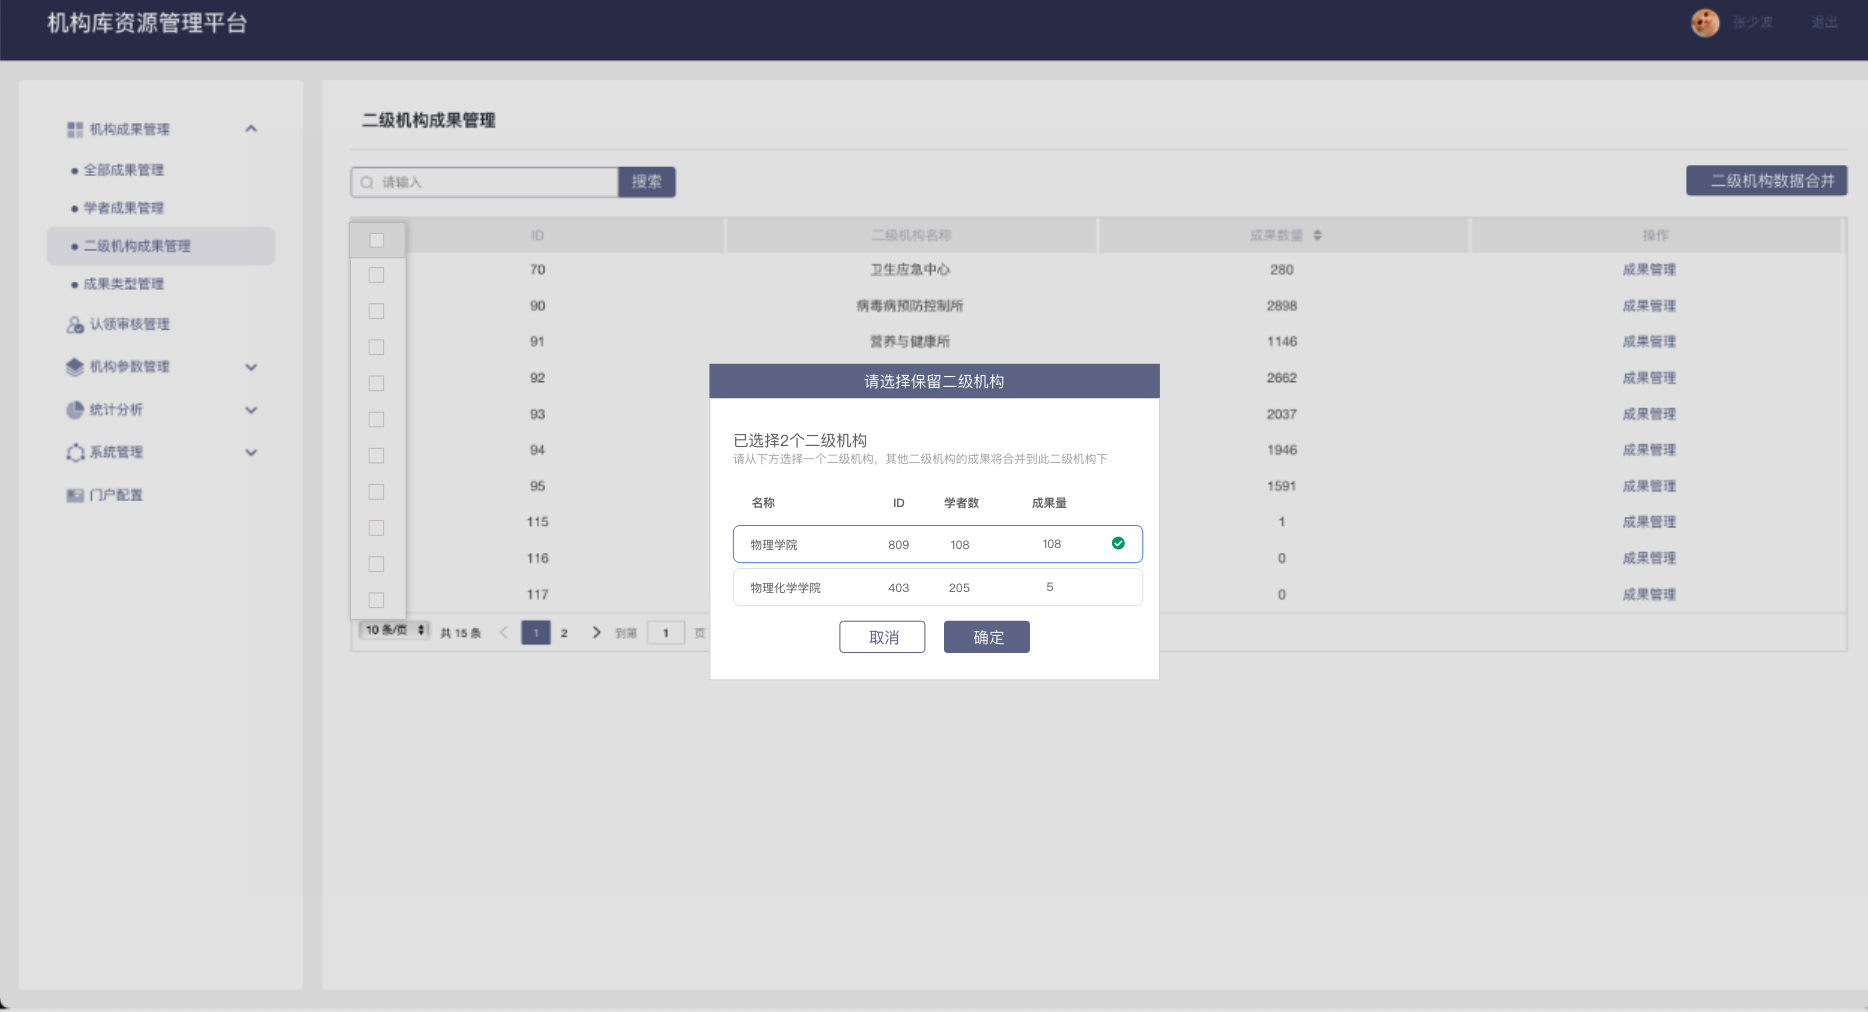 机构库资源管理平台
张少波 退出
机构成果管理
全部成果管理
学者成果管理
二级机构成果管理
成果类型管理
认领审核管理
机构参数管理
统计分析
系统管理
门户配置
二级机构成果管理
请输入 搜索 二级机构数据合并
ID 二级机构名称 成果数量 操作
70 卫生应急中心 280 成果管理
90 病毒病预防控制所 2898 成果管理
91 营养与健康所 1146 成果管理
92 2662 成果管理
93 2037 成果管理
94 1946 成果管理
95 1591 成果管理
115 1 成果管理
116 0 成果管理
117 0 成果管理
10 条/页 共 15 条 1 2 到第 1 页
请选择保留二级机构
已选择2个二级机构
请从下方选择一个二级机构，其他二级机构的成果将合并到此二级机构下
名称 ID 学者数 成果量
物理学院 809 108 108
物理化学学院 403 205 5
取消 确定